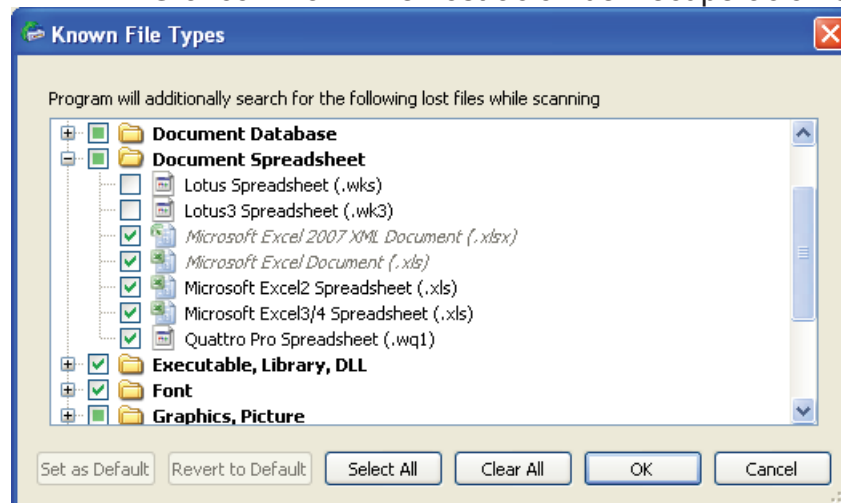 Known File Types
Program will additionally search for the following lost files while scanning
Document Database
Document Spreadsheet
Lotus Spreadsheet (.wks)
Lotus3 Spreadsheet (.wk3)
Microsoft Excel 2007 XML Document (.xlsx)
Microsoft Excel Document (.xls)
Microsoft Excel2 Spreadsheet (.xls)
Microsoft Excel3/4 Spreadsheet (.xls)
Quattro Pro Spreadsheet (.wq1)
Executable, Library, DLL
Font
Graphics, Picture
Set as Default Revert to Default Select All Clear All OK Cancel